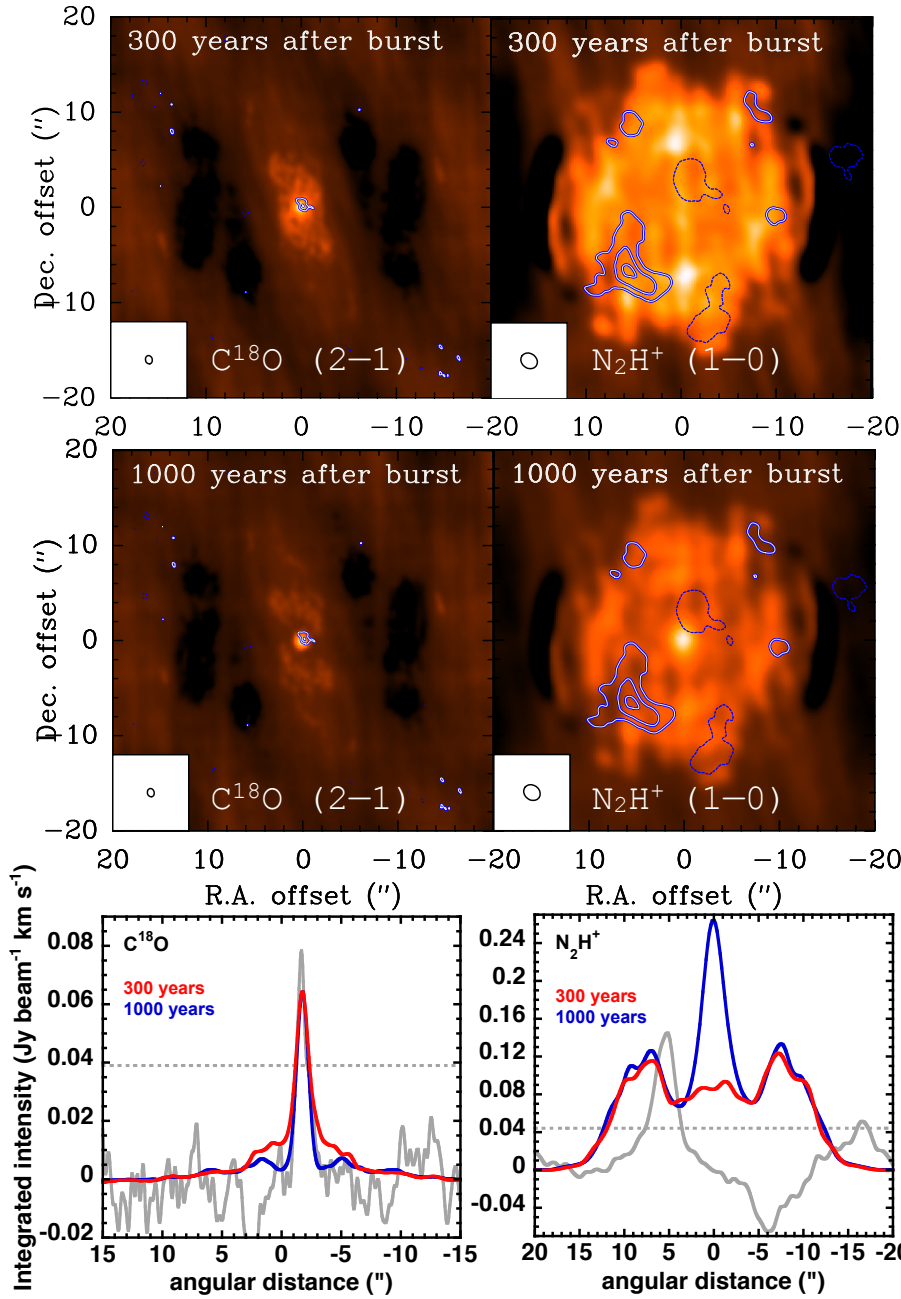 20
300 years after burst
300 years after burst
10
0
−10
−20
Dec. offset (″)
C¹⁸O (2−1)
N₂H⁺ (1−0)
20 10 0 −10 −20 10 0 −10 −20
20
1000 years after burst
1000 years after burst
10
0
−10
−20
Dec. offset (″)
C¹⁸O (2−1)
N₂H⁺ (1−0)
20 10 0 −10 −20 10 0 −10 −20
R.A. offset (″)
R.A. offset (″)
Integrated intensity (Jy beam⁻¹ km s⁻¹)
0.08
0.06
0.04
0.02
0
-0.02
C¹⁸O
300 years
1000 years
15 10 5 0 -5 -10 -15
angular distance (")
0.24
0.20
0.16
0.12
0.08
0.04
0
-0.04
N₂H⁺
300 years
1000 years
20 15 10 5 0 -5 -10 -15 -20
angular distance (")